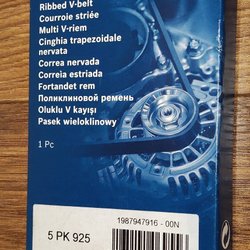 Ribbed V-belt
Courroie striée
Multi V-riem
Cinghia trapezoidale
nervata
Correa nervada
Correia estriada
Fortandet rem
Поликлиновой ремень
Oluklu V kayışı
Pasek wieloklinowy
1 Pc
1987947916 - 00N
5 PK 925